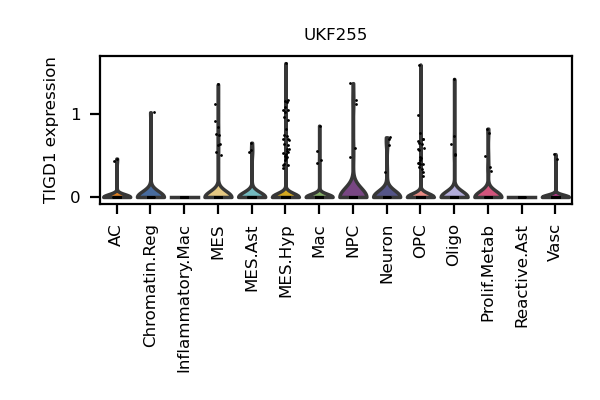 UKF255
TIGD1 expression
1
0
AC
Chromatin.Reg
Inflammatory.Mac
MES
MES.Ast
MES.Hyp
Mac
NPC
Neuron
OPC
Oligo
Prolif.Metab
Reactive.Ast
Vasc